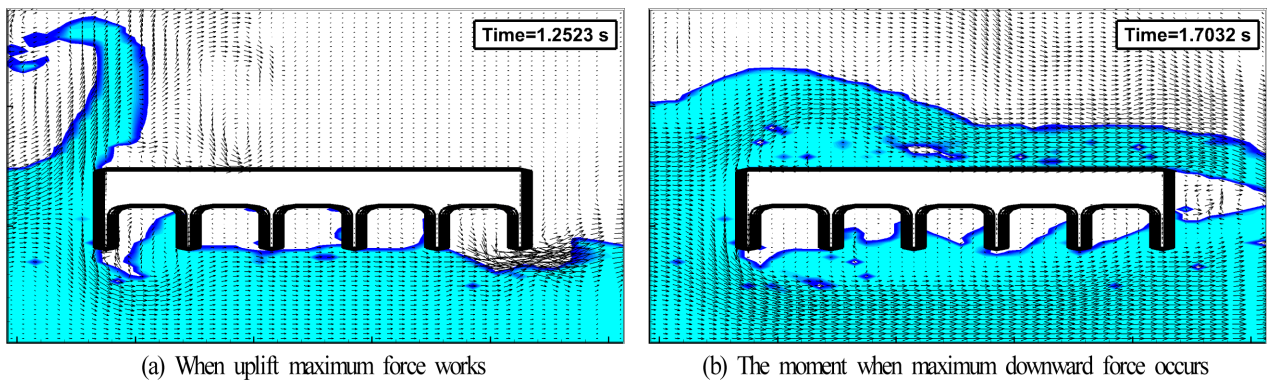 Time=1.2523 s
Time=1.7032 s
(a) When uplift maximum force works
(b) The moment when maximum downward force occurs